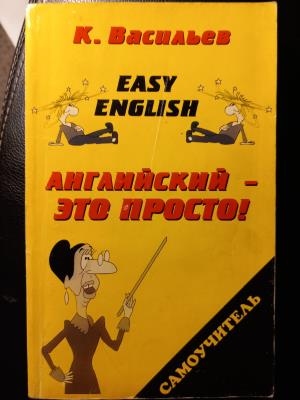 К. Васильев
EASY
ENGLISH
АНГЛИЙСКИЙ -
ЭТО ПРОСТО!
САМОУЧИТЕЛЬ